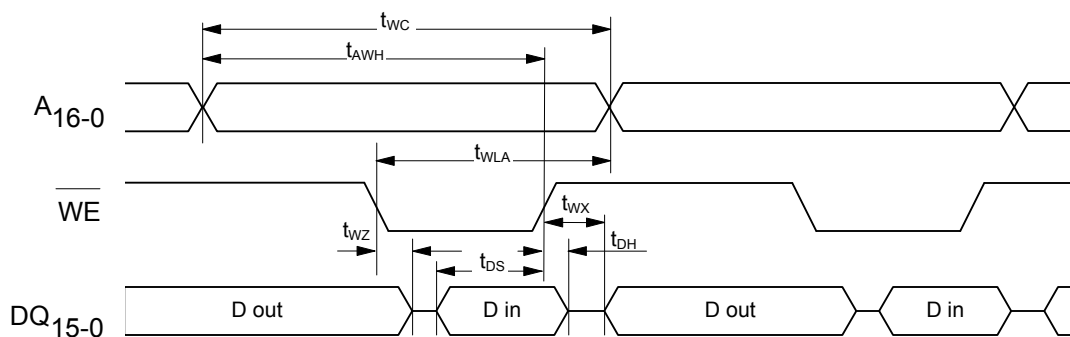 tWC
tAWH
A16-0
tWLA
WE
tWX
tWZ
tDH
tDS
DQ15-0
D out
D in
D out
D in